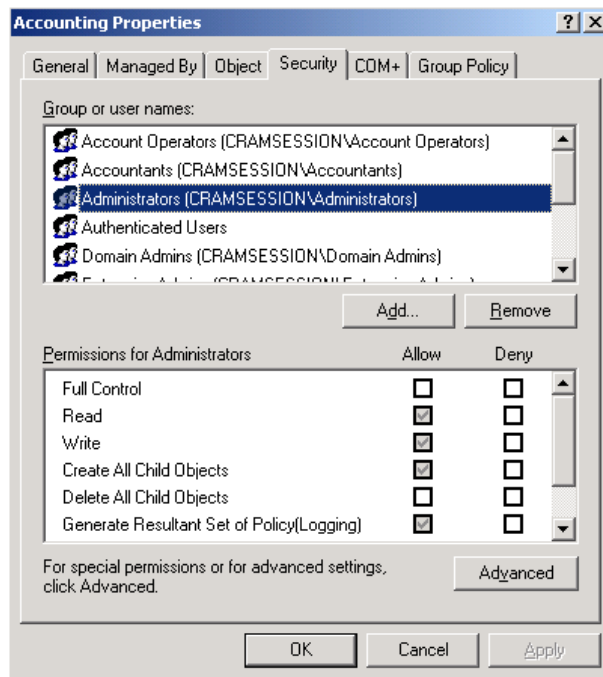 Accounting Properties
General Managed By Object Security COM+ Group Policy
Group or user names:
Account Operators (CRAMSESSION\Account Operators)
Accountants (CRAMSESSION\Accountants)
Administrators (CRAMSESSION\Administrators)
Authenticated Users
Domain Admins (CRAMSESSION\Domain Admins)
Add... Remove
Permissions for Administrators Allow Deny
Full Control
Read
Write
Create All Child Objects
Delete All Child Objects
Generate Resultant Set of Policy(Logging)
For special permissions or for advanced settings,
click Advanced.
Advanced
OK Cancel Apply